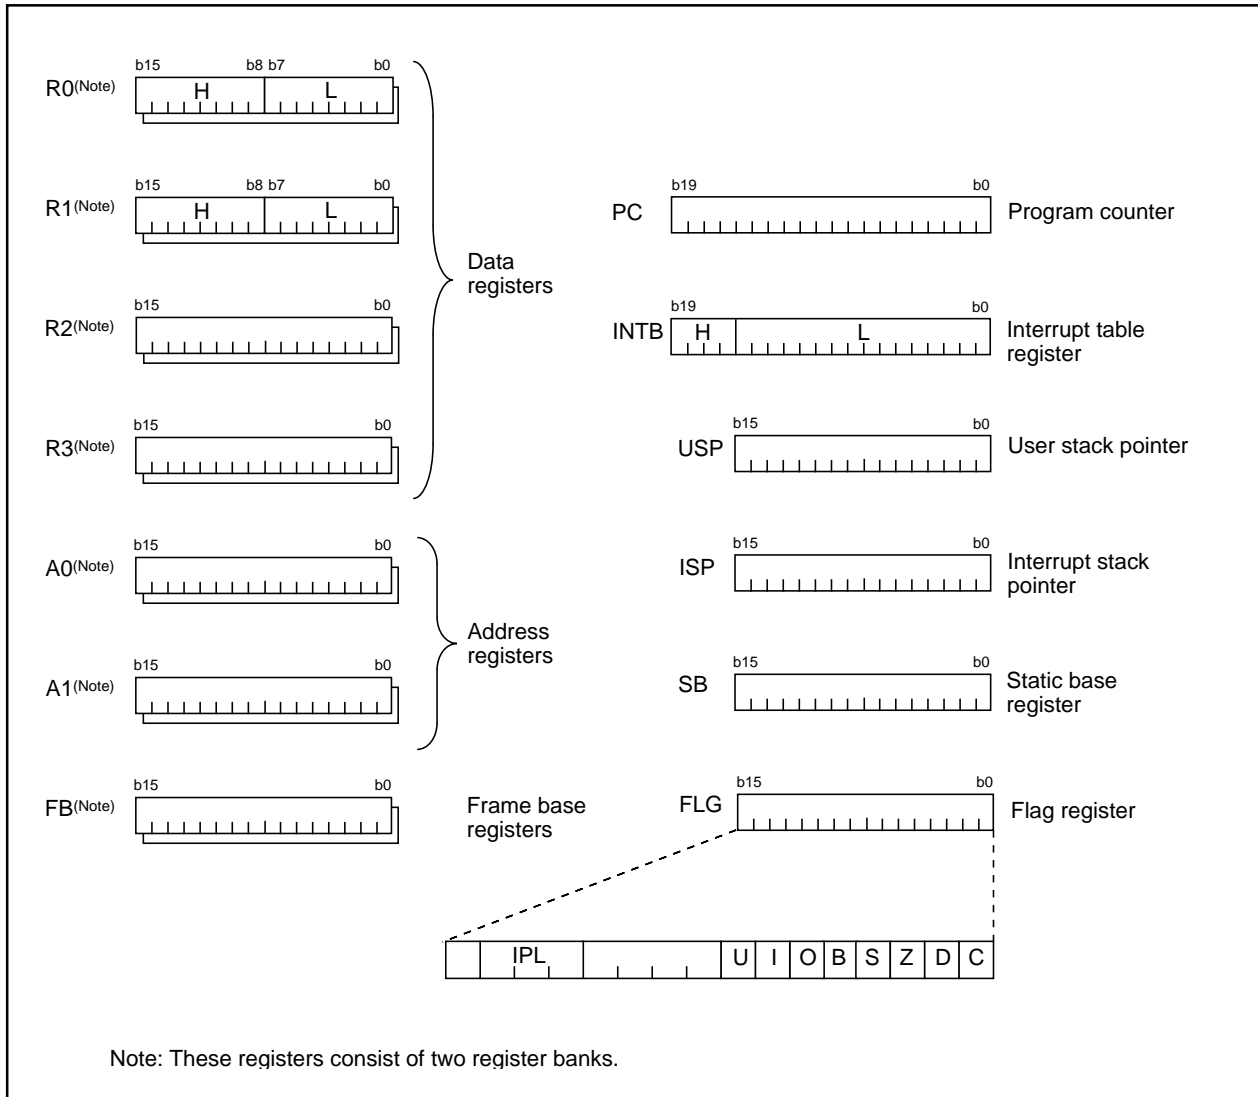 b15 b8 b7 b0
R0(Note) H L
b15 b8 b7 b0
R1(Note) H L
b15 b0
R2(Note)
b15 b0
R3(Note)
Data
registers
b15 b0
A0(Note)
b15 b0
A1(Note)
Address
registers
b15 b0
FB(Note)
Frame base
registers
b19 b0
PC Program counter
b19 b0
INTB H L Interrupt table
register
b15 b0
USP User stack pointer
b15 b0
ISP Interrupt stack
pointer
b15 b0
SB Static base
register
b15 b0
FLG Flag register
IPL U I O B S Z D C
Note: These registers consist of two register banks.